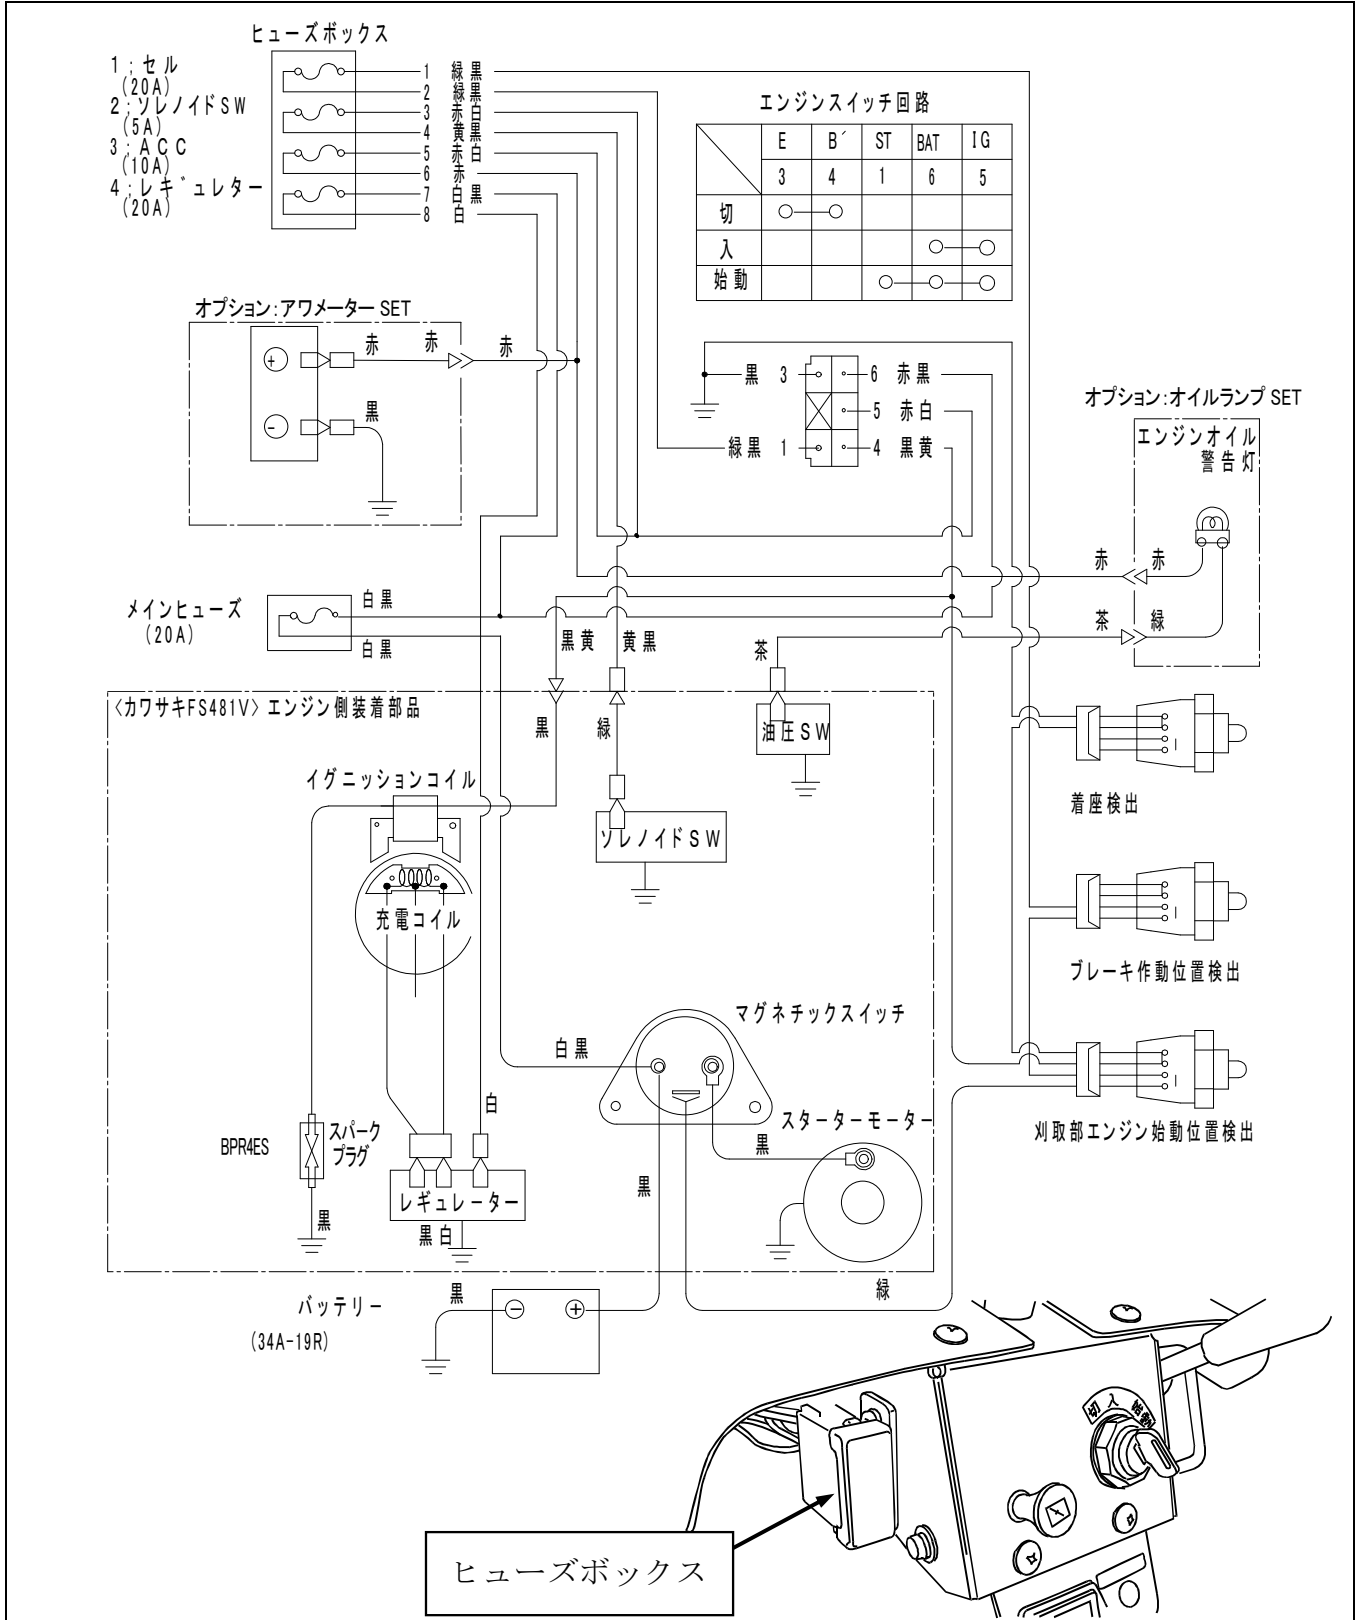 ヒューズボックス
1；セル
(20A)
2；ソレノイドSW
(5A)
3；ACC
(10A)
4；レギュレター
(20A)
1 緑黒
2 緑黒
3 赤白
4 黄黒
5 赤白
6 赤
7 白黒
8 白
エンジンスイッチ回路
E B´ ST BAT IG
3 4 1 6 5
切
入
始動
オプション:アワメーター SET
+ 赤 赤 赤
- 黒
黒 3 6 赤黒
5 赤白
緑黒 1 4 黒黄
オプション:オイルランプ SET
エンジンオイル
警告灯
赤 赤
茶 緑
メインヒューズ
(20A)
白黒
白黒
黒黄 黄黒 茶
〈カワサキFS481V〉エンジン側装着部品
黒 緑 油圧SW
イグニッションコイル
ソレノイドSW
着座検出
充電コイル
ブレーキ作動位置検出
マグネチックスイッチ
白黒
白
スターターモーター
黒
刈取部エンジン始動位置検出
BPR4ES
スパーク
プラグ
黒
レギュレーター
黒
黒白
バッテリー
(34A-19R)
黒
− +
緑
切 入 始動
ヒューズボックス